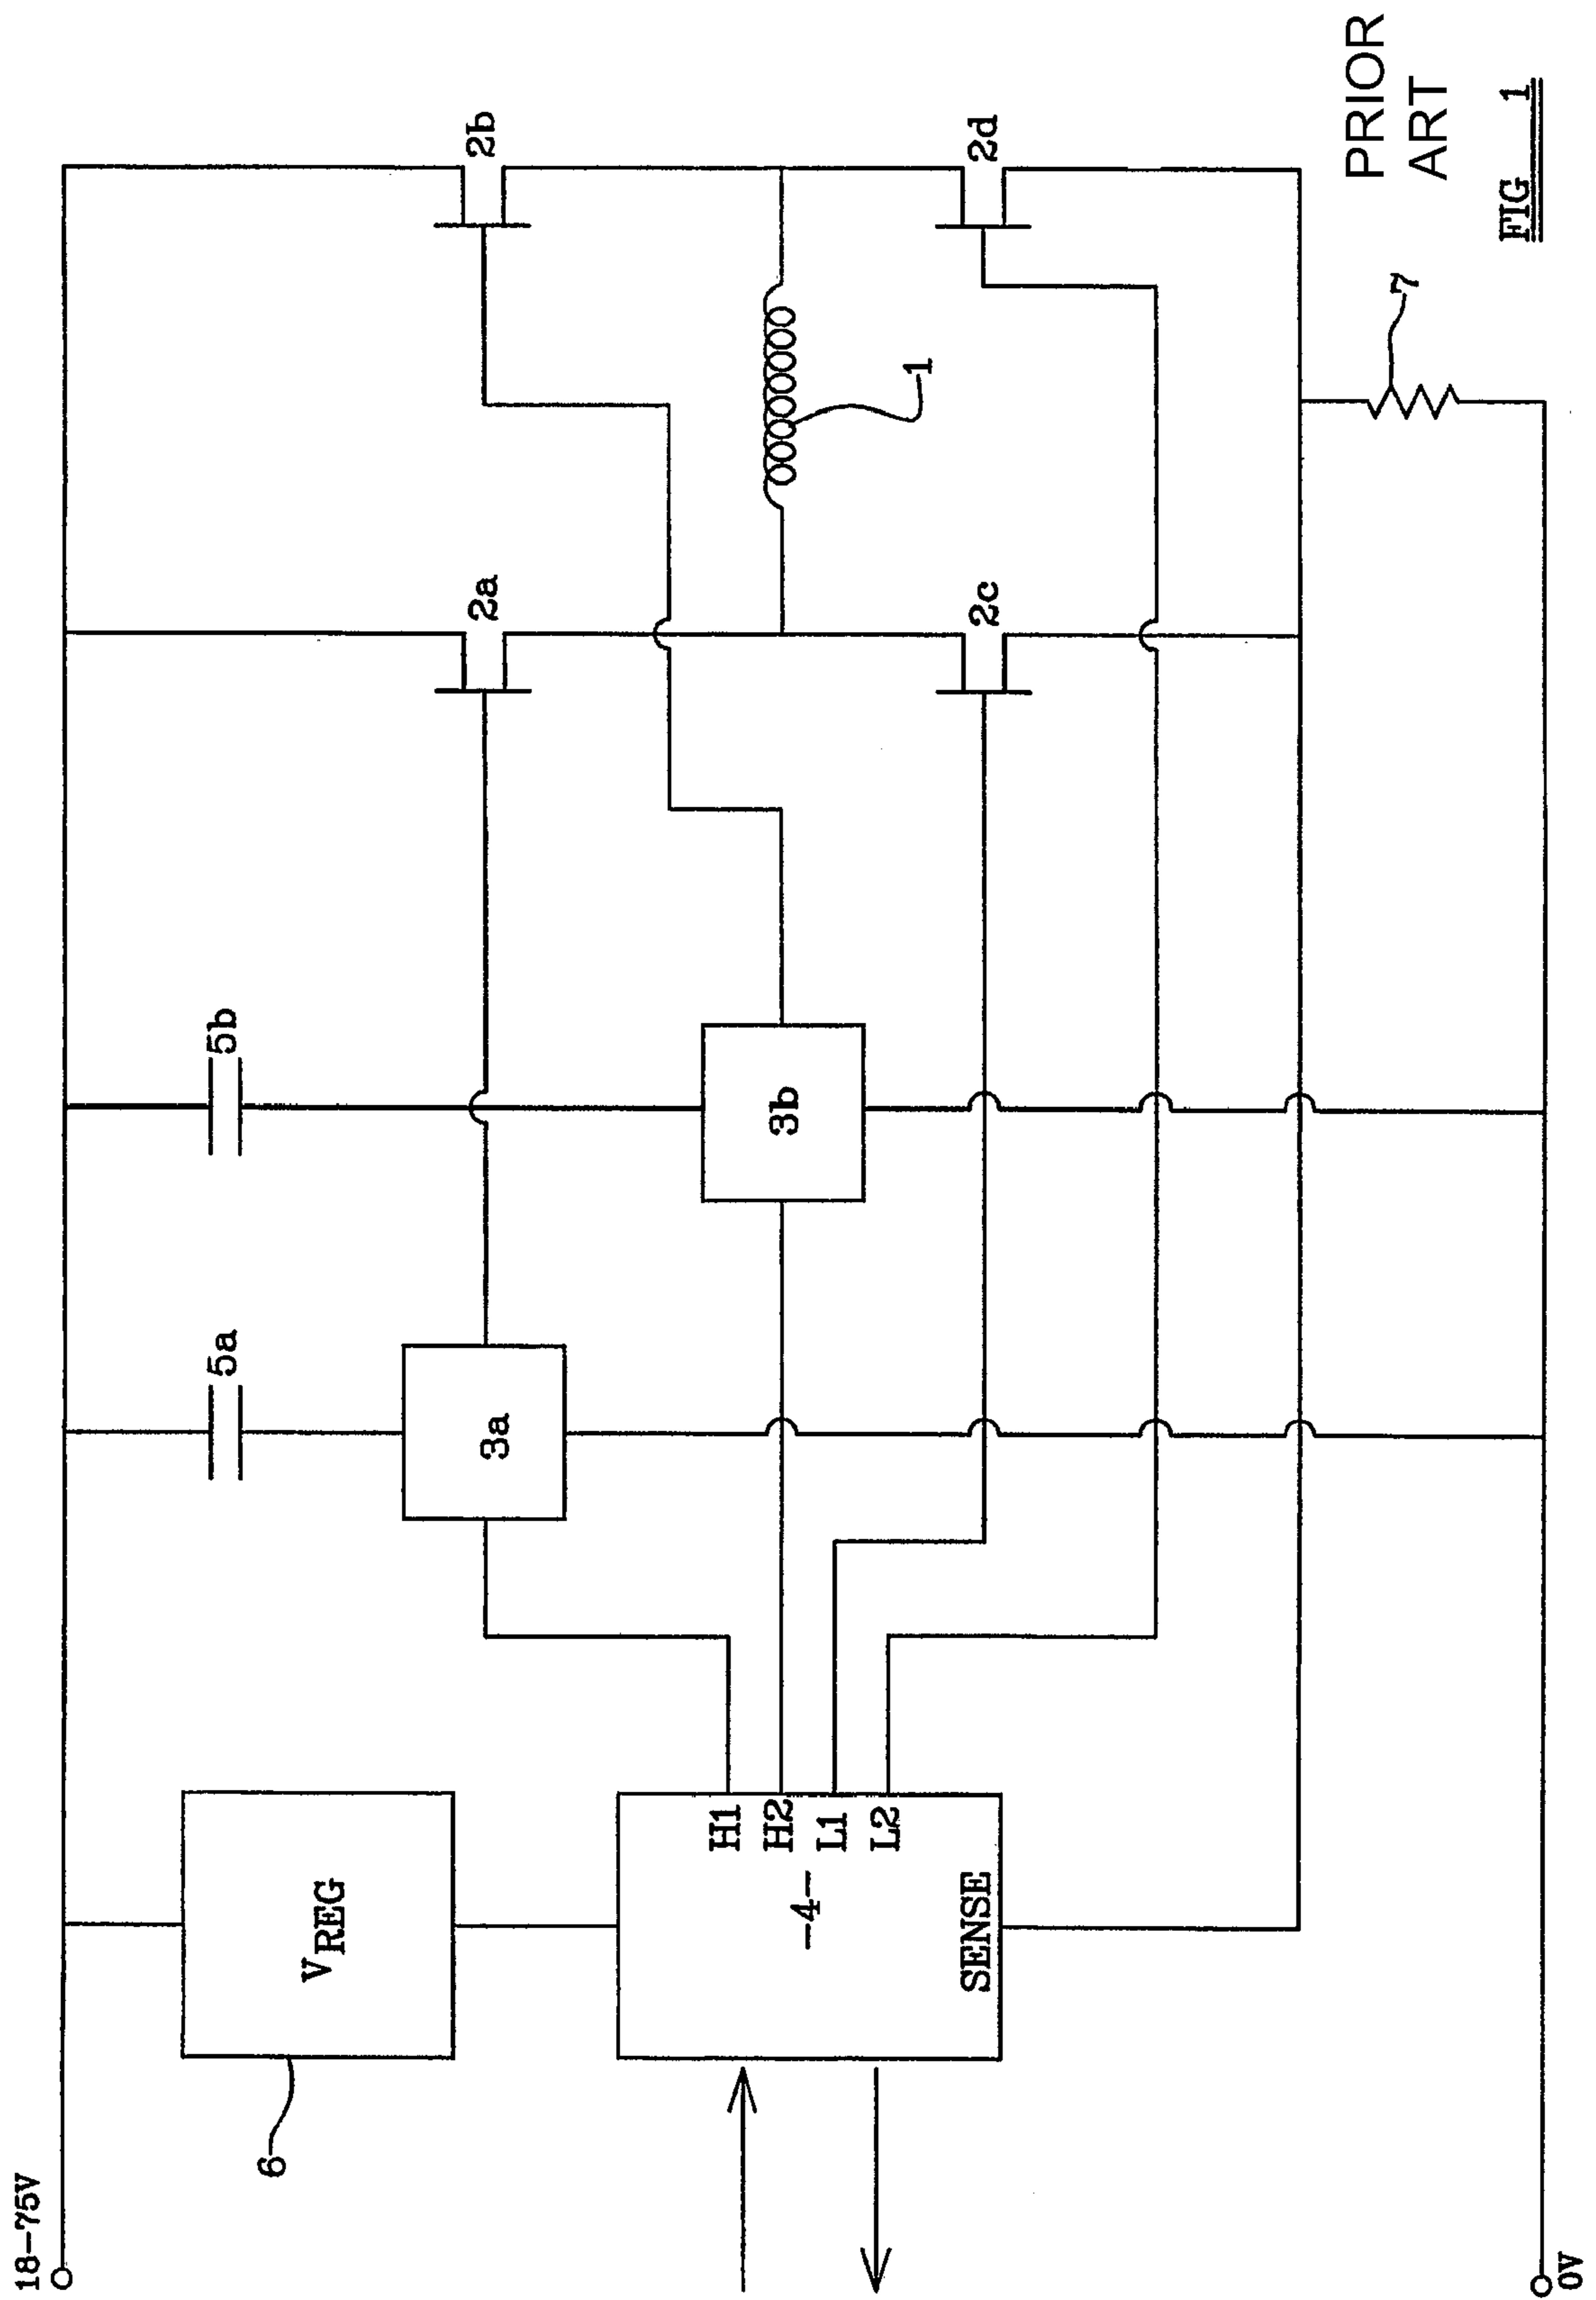 18-75V
6
VREG
5a
5b
3a
3b
2a
2b
1
H1
H2
L1
L2
-4-
SENSE
2c
2d
7
0V
PRIOR
ART
FIG 1